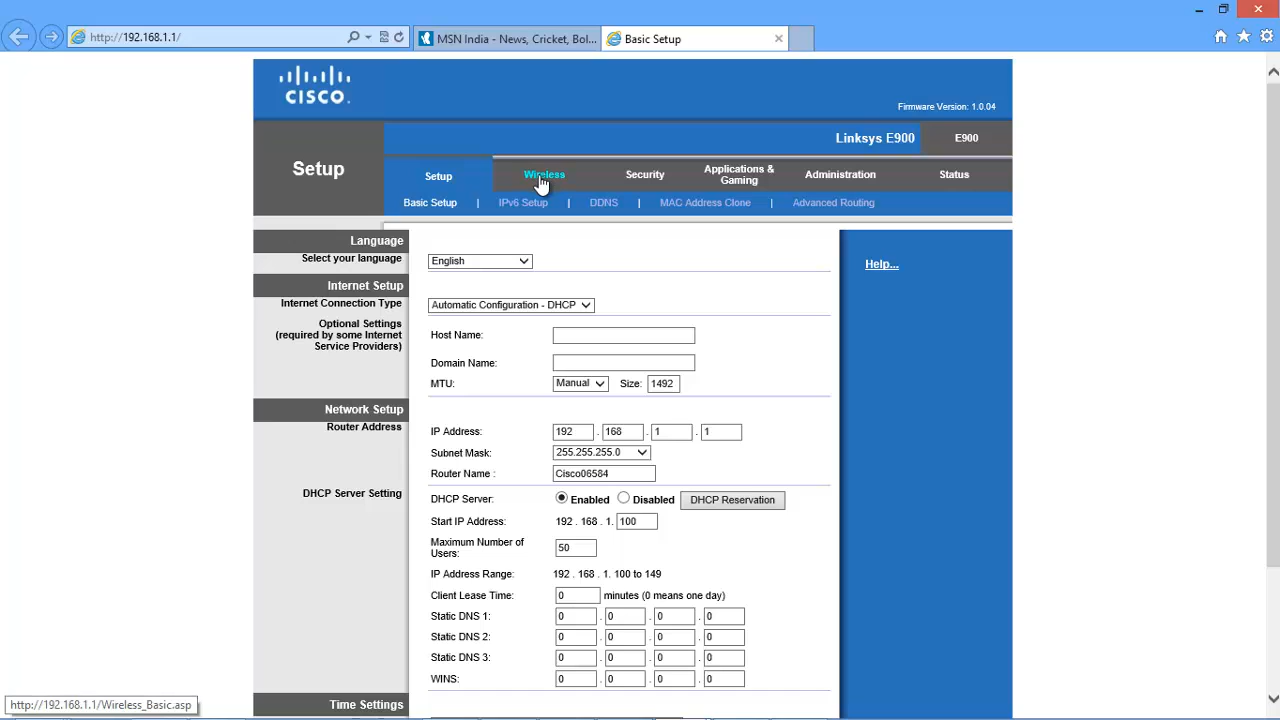 http://192.168.1.1/
MSN India - News, Cricket, Bol...
Basic Setup
CISCO.
Firmware Version: 1.0.04
Linksys E900
E900
Setup
Setup
Wireless
Security
Applications &
Gaming
Administration
Status
Basic Setup | IPv6 Setup | DDNS | MAC Address Clone | Advanced Routing
Language
Select your language
English
Help...
Internet Setup
Internet Connection Type
Automatic Configuration - DHCP
Optional Settings
(required by some Internet
Service Providers)
Host Name:
Domain Name:
MTU: Manual Size: 1492
Network Setup
Router Address
IP Address: 192 . 168 . 1 . 1
Subnet Mask: 255.255.255.0
Router Name : Cisco06584
DHCP Server Setting
DHCP Server: Enabled Disabled DHCP Reservation
Start IP Address: 192 . 168 . 1. 100
Maximum Number of
Users: 50
IP Address Range: 192 . 168 . 1. 100 to 149
Client Lease Time: 0 minutes (0 means one day)
Static DNS 1: 0 . 0 . 0 . 0
Static DNS 2: 0 . 0 . 0 . 0
Static DNS 3: 0 . 0 . 0 . 0
WINS: 0 . 0 . 0 . 0
Time Settings
http://192.168.1.1/Wireless_Basic.asp